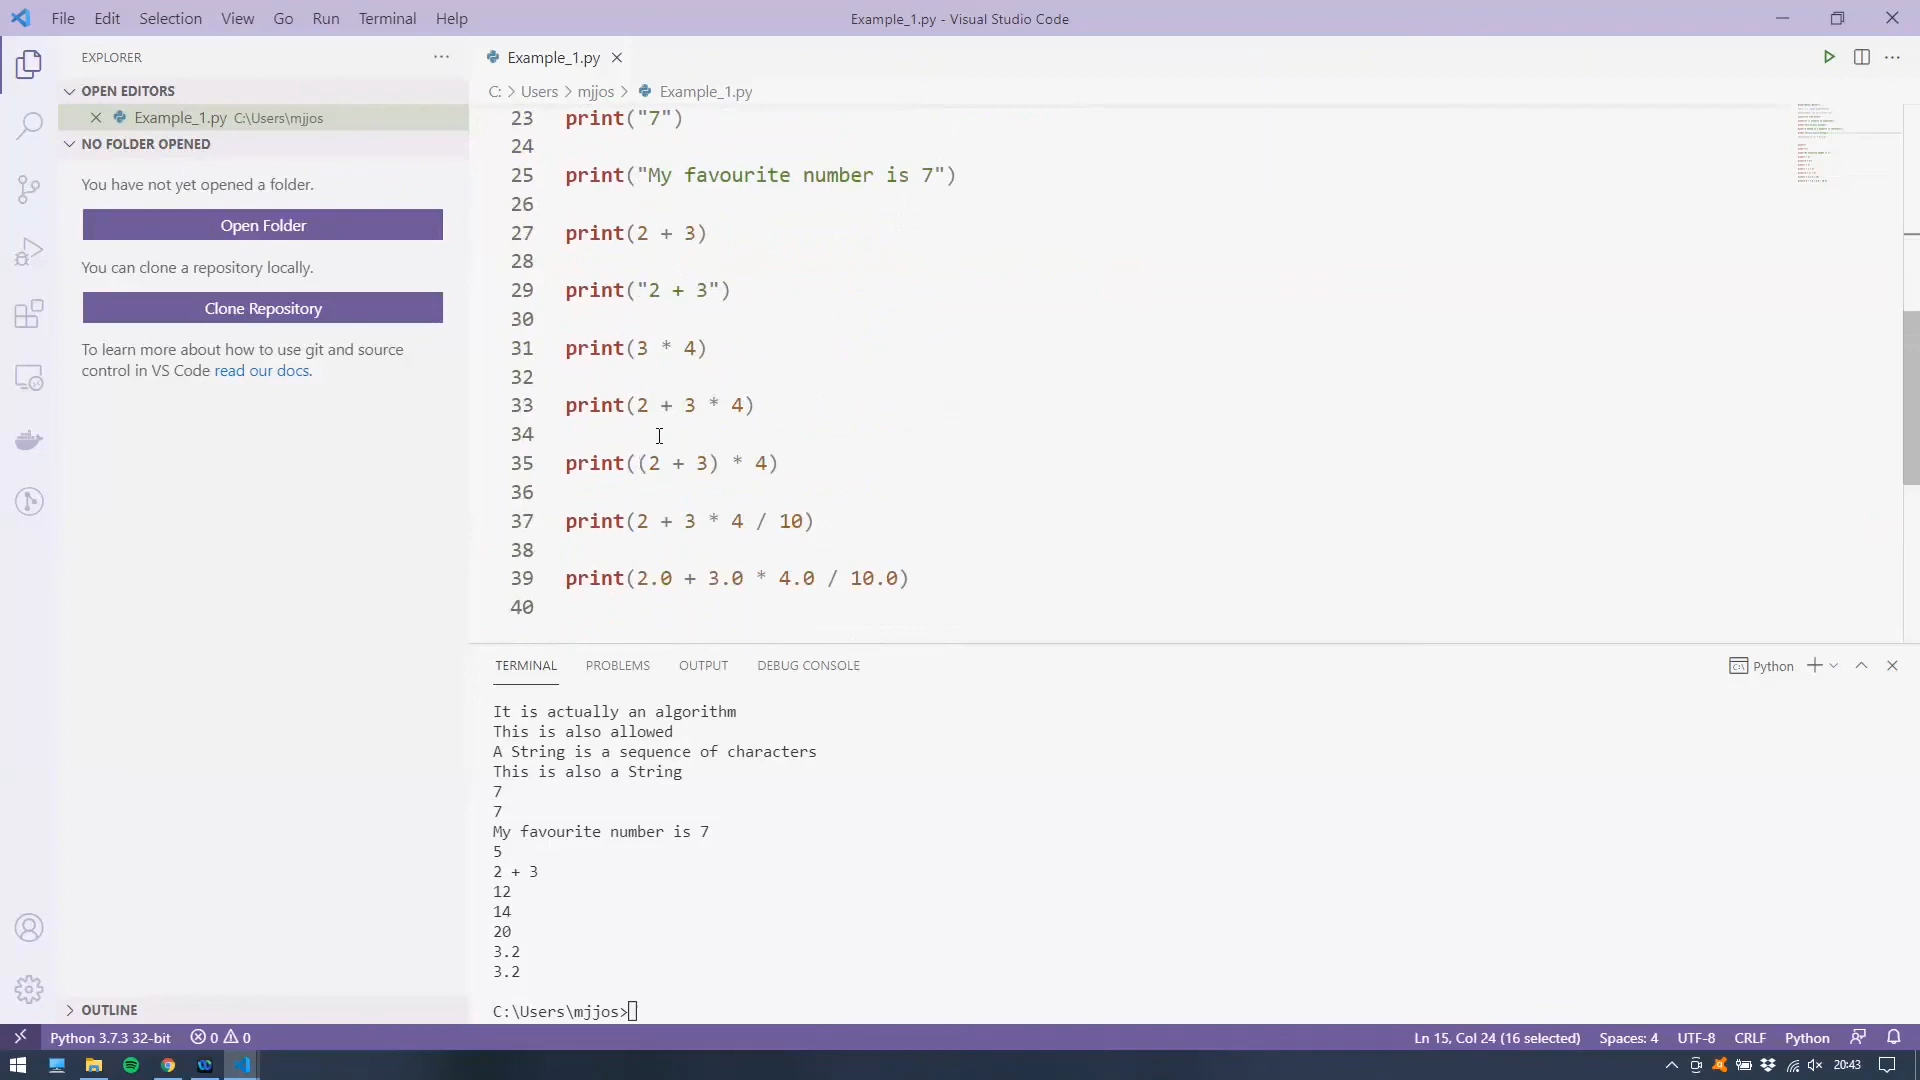 File Edit Selection View Go Run Terminal Help
Example_1.py - Visual Studio Code
EXPLORER
OPEN EDITORS
Example_1.py C:\Users\mjjos
NO FOLDER OPENED
You have not yet opened a folder.
Open Folder
You can clone a repository locally.
Clone Repository
To learn more about how to use git and source
control in VS Code read our docs.
OUTLINE
Example_1.py
C: > Users > mjjos > Example_1.py
23 print("7")
24
25 print("My favourite number is 7")
26
27 print(2 + 3)
28
29 print("2 + 3")
30
31 print(3 * 4)
32
33 print(2 + 3 * 4)
34
35 print((2 + 3) * 4)
36
37 print(2 + 3 * 4 / 10)
38
39 print(2.0 + 3.0 * 4.0 / 10.0)
40
TERMINAL PROBLEMS OUTPUT DEBUG CONSOLE
Python
It is actually an algorithm
This is also allowed
A String is a sequence of characters
This is also a String
7
7
My favourite number is 7
5
2 + 3
12
14
20
3.2
3.2
C:\Users\mjjos>
Python 3.7.3 32-bit 0 0
Ln 15, Col 24 (16 selected) Spaces: 4 UTF-8 CRLF Python
20:43